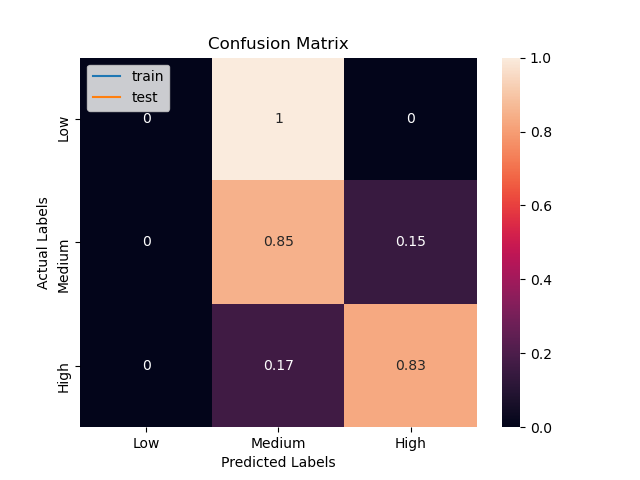 Confusion Matrix
train
test
Low
0
1
0
Medium
0
0.85
0.15
High
0
0.17
0.83
Actual Labels
Low
Medium
High
Predicted Labels
1.0
0.8
0.6
0.4
0.2
0.0